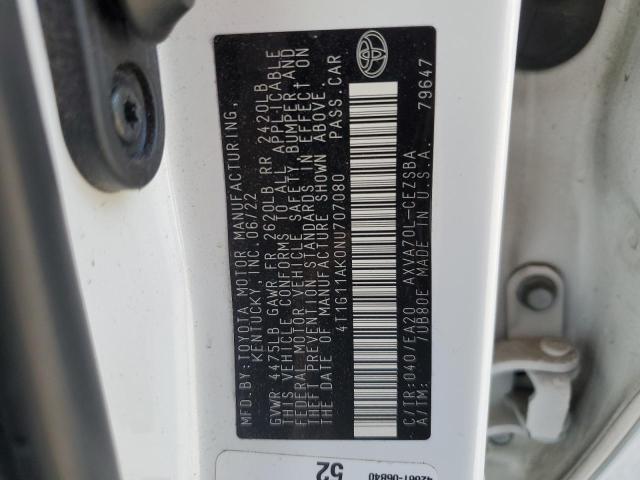 MFD.BY:TOYOTA MOTOR MANUFACTURING,
KENTUCKY, INC. 06/22
GVWR 4475LB GAWR FR 2620LB RR 2420LB
THIS VEHICLE CONFORMS TO ALL APPLICABLE
FEDERAL MOTOR VEHICLE SAFETY, BUMPER AND
THEFT PREVENTION STANDARDS IN EFFECT ON
THE DATE OF MANUFACTURE SHOWN ABOVE.
4T1G11AK0NU707080 PASS CAR
C/TR:040/EA20 AXVA70L-CEZSBA
A/TM: 7UB80E MADE IN U.S.A. 79647
52
42661-06840